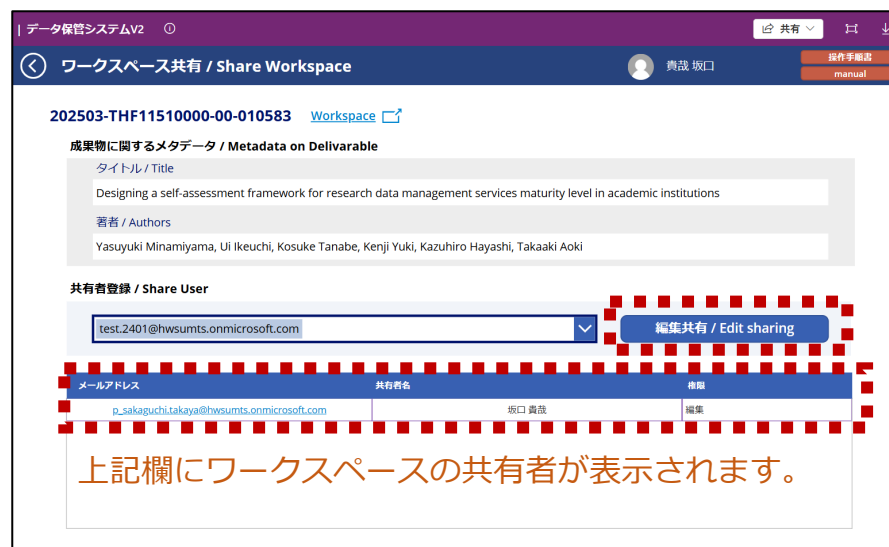 | データ保管システムV2 共有
ワークスペース共有 / Share Workspace 貴哉 坂口 操作手順書
manual
202503-THF11510000-00-010583 Workspace
成果物に関するメタデータ / Metadata on Delivarable
タイトル / Title
Designing a self-assessment framework for research data management services maturity level in academic institutions
著者 / Authors
Yasuyuki Minamiyama, Ui Ikeuchi, Kosuke Tanabe, Kenji Yuki, Kazuhiro Hayashi, Takaaki Aoki
共有者登録 / Share User
test.2401@hwsumts.onmicrosoft.com 編集共有 / Edit sharing
メールアドレス 共有者名 権限
p_sakaguchi.takaya@hwsumts.onmicrosoft.com 坂口 貴哉 編集
上記欄にワークスペースの共有者が表示されます。